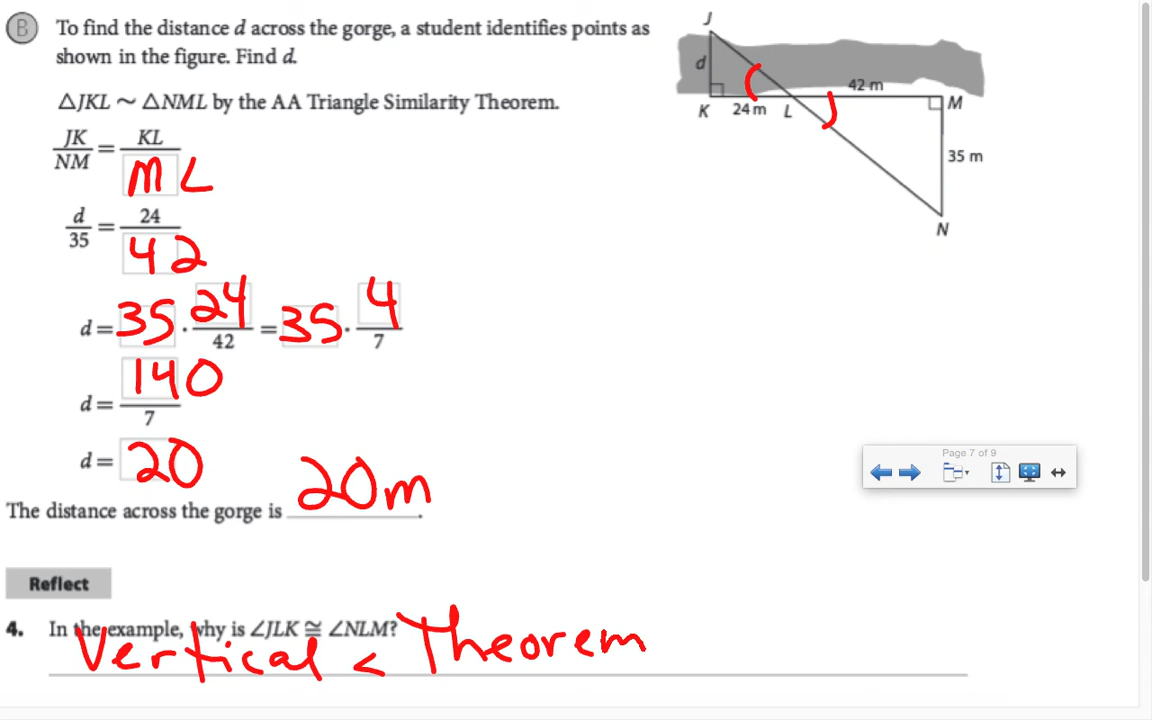 B To find the distance d across the gorge, a student identifies points as
shown in the figure. Find d.
△JKL ~ △NML by the AA Triangle Similarity Theorem.
JK/NM = KL/ML
d/35 = 24/42
d = 35 · 24/42 = 35 · 4/7
d = 140/7
d = 20
The distance across the gorge is 20m.
Reflect
4. In the example, why is ∠JLK ≅ ∠NLM?
Vertical < Theorem
J
d
42 m
K 24 m L M
35 m
N
Page 7 of 9